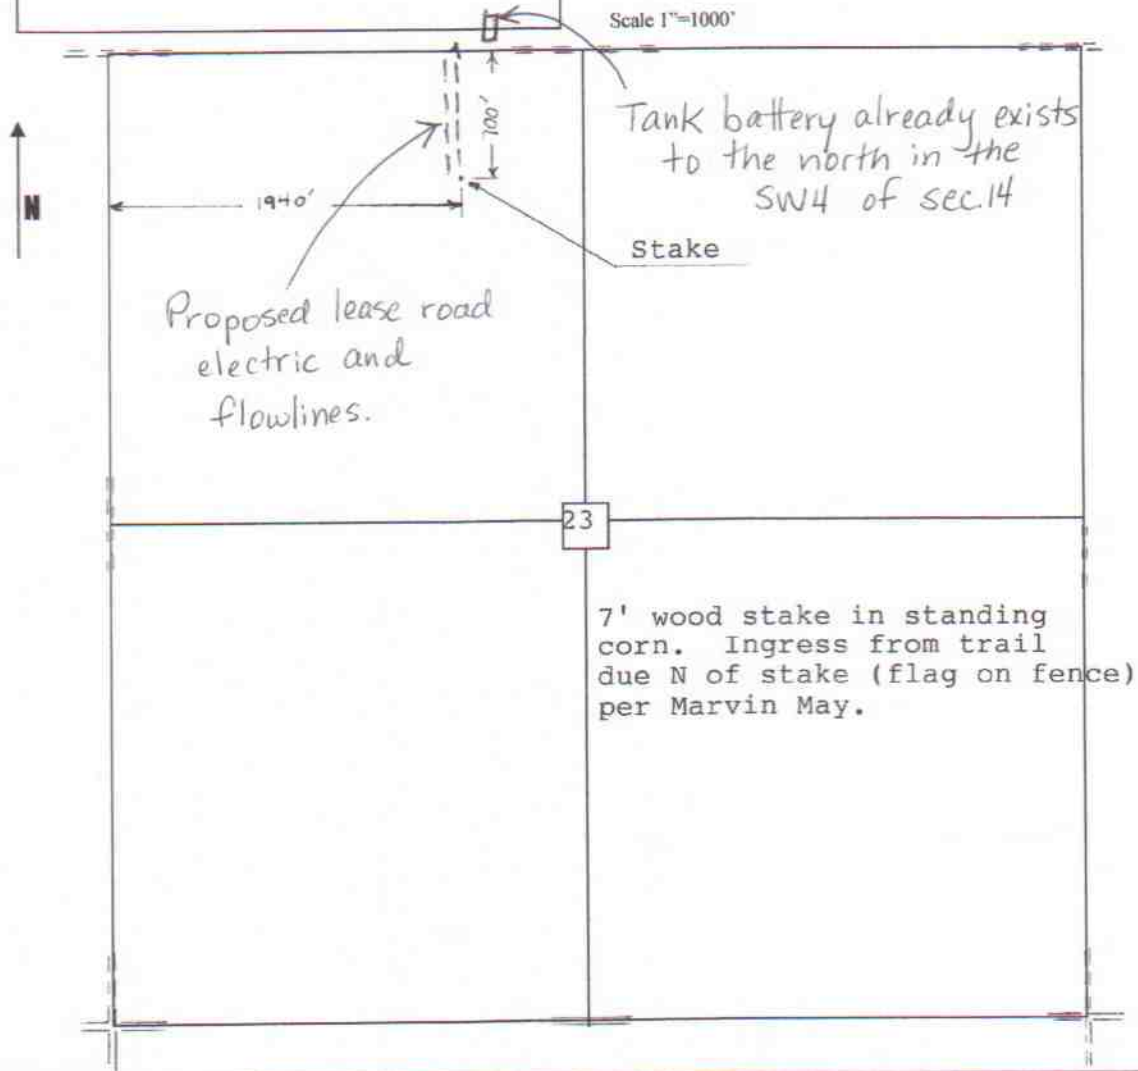 Scale 1"=1000'
700'
Tank battery already exists
to the north in the
SW4 of sec.14
N
1940'
Stake
Proposed lease road
electric and
flowlines.
23
7' wood stake in standing
corn. Ingress from trail
due N of stake (flag on fence)
per Marvin May.